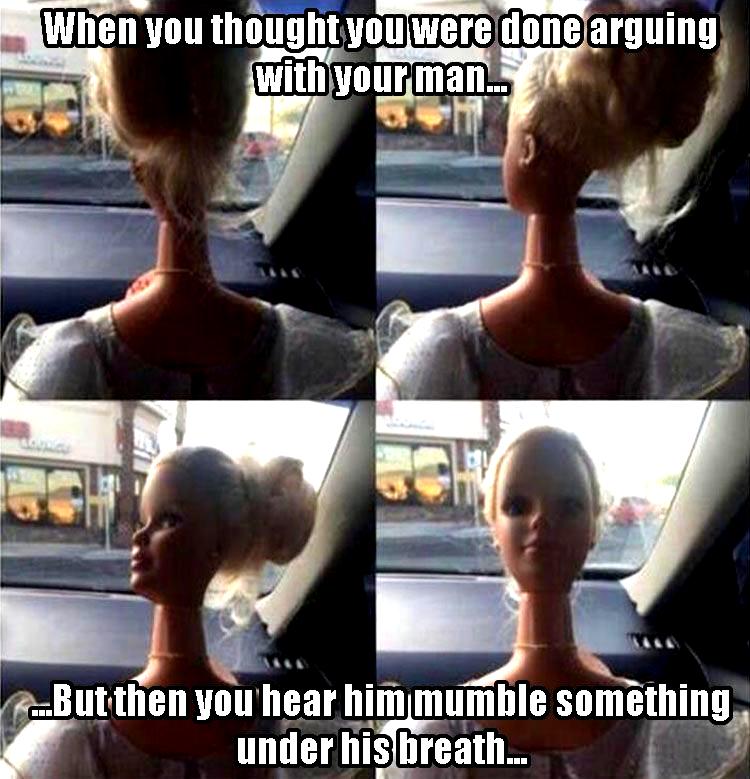 When you thought you were done arguing
with your man...
LOUNGE
...But then you hear him mumble something
under his breath...